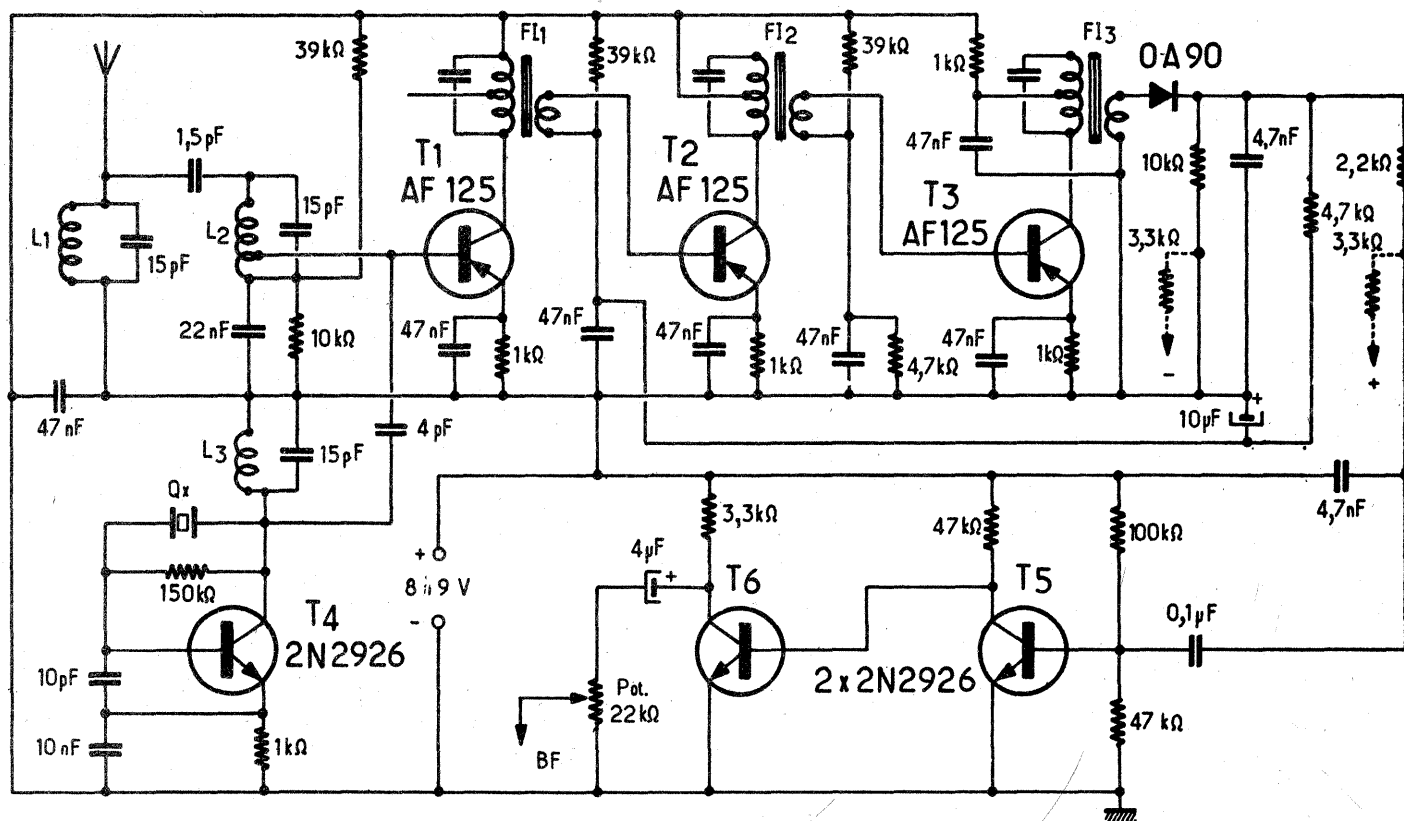 39kΩ
FI1
39kΩ
FI2
39kΩ
1kΩ
FI3
OA90
1,5pF
T1
AF 125
T2
AF 125
47nF
T3
AF125
10kΩ
4,7nF
2,2kΩ
L1
15pF
L2
15pF
4,7kΩ
3,3kΩ
3,3kΩ
22nF
10kΩ
47nF
1kΩ
47nF
47nF
1kΩ
47nF
4,7kΩ
47nF
1kΩ
-
+
47nF
4pF
10µF
+
L3
15pF
Qx
3,3kΩ
47kΩ
100kΩ
4,7nF
150kΩ
+
8 à 9 V
-
4µF
+
T6
T5
0,1µF
T4
2N2926
2x2N2926
10pF
Pot.
22kΩ
10nF
1kΩ
BF
47kΩ